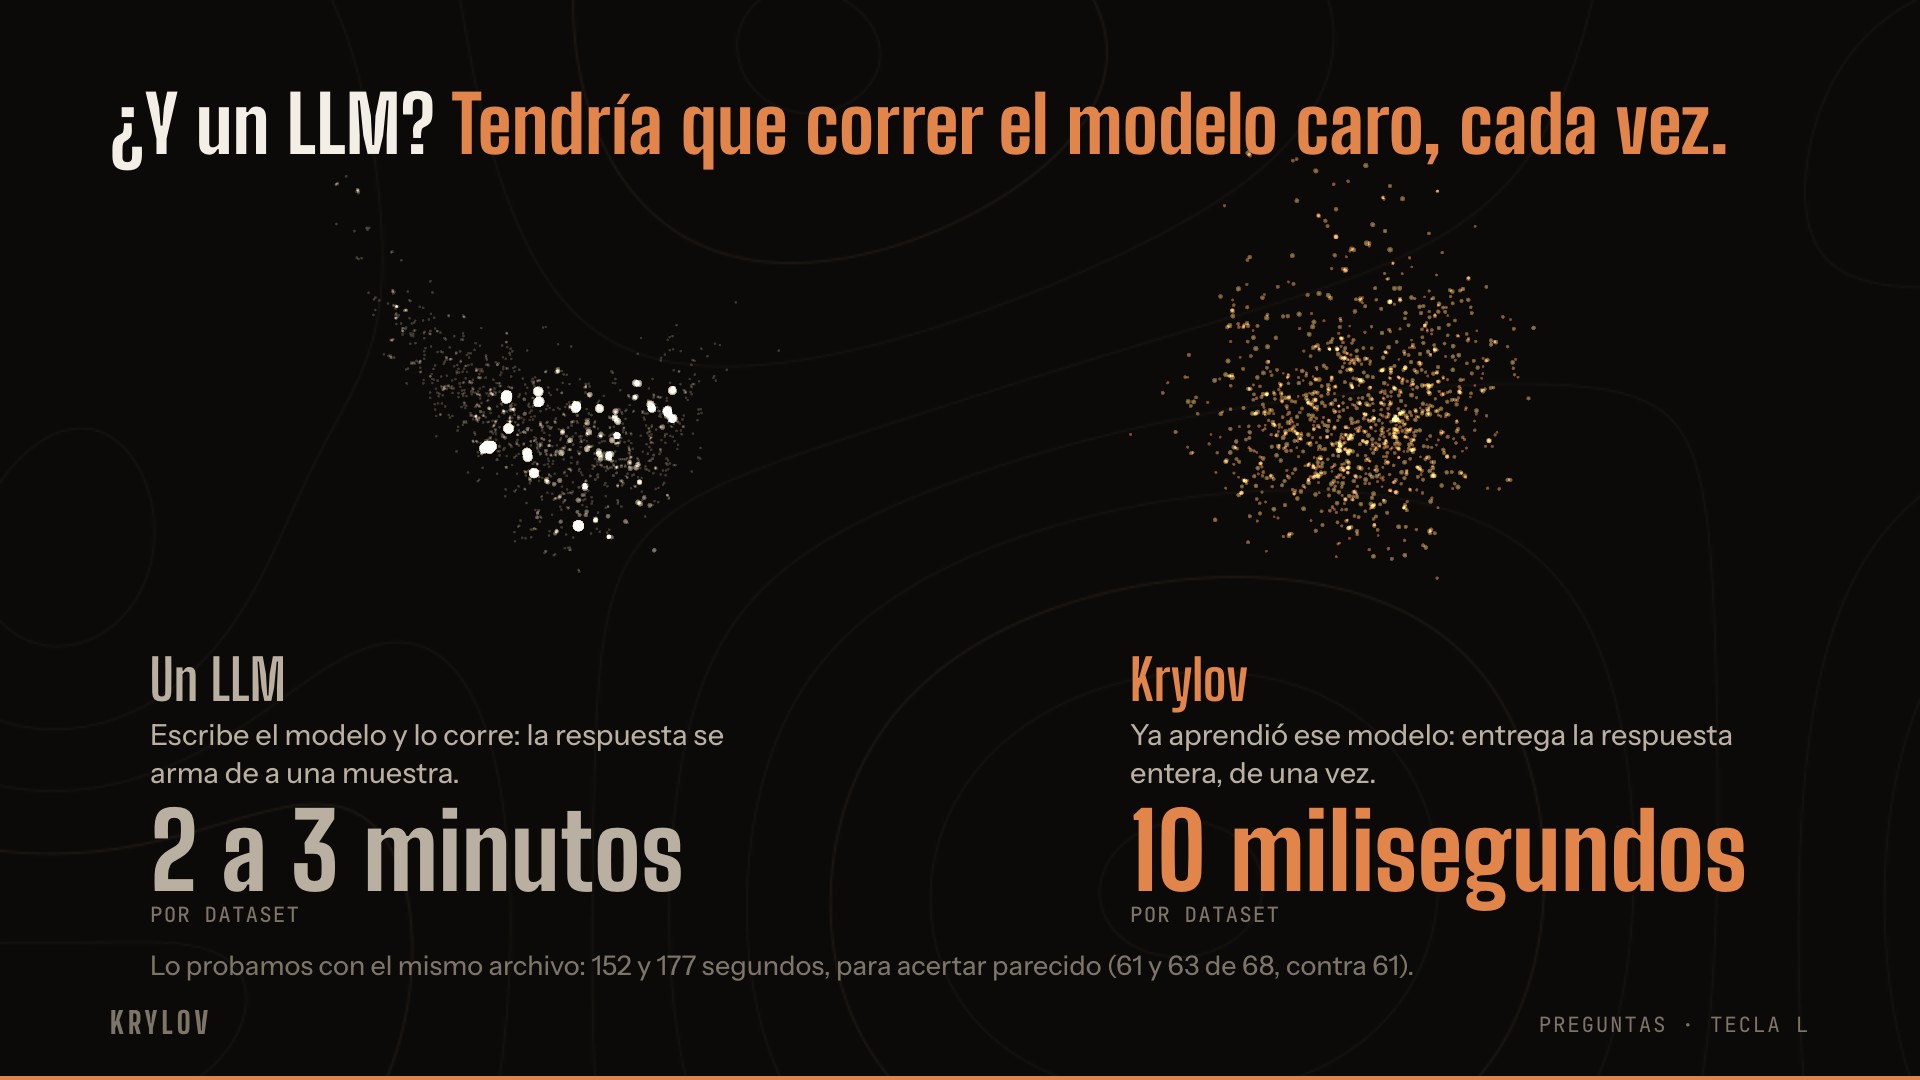 ¿Y un LLM? Tendría que correr el modelo caro, cada vez.
Un LLM
Escribe el modelo y lo corre: la respuesta se
arma de a una muestra.
2 a 3 minutos
POR DATASET
Krylov
Ya aprendió ese modelo: entrega la respuesta
entera, de una vez.
10 milisegundos
POR DATASET
Lo probamos con el mismo archivo: 152 y 177 segundos, para acertar parecido (61 y 63 de 68, contra 61).
KRYLOV
PREGUNTAS · TECLA L